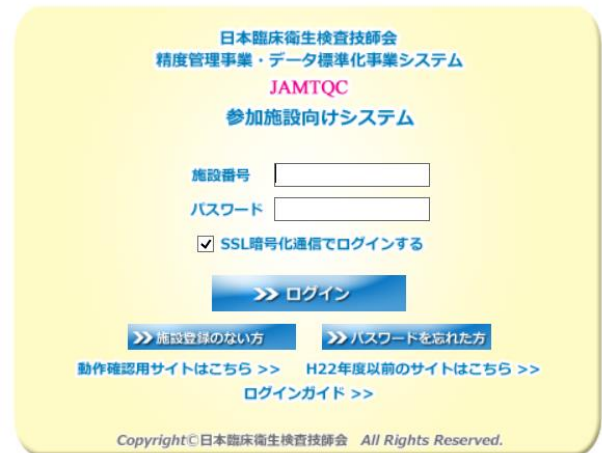 日本臨床衛生検査技師会
精度管理事業・データ標準化事業システム
JAMTQC
参加施設向けシステム
施設番号
パスワード
SSL暗号化通信でログインする
>> ログイン
>> 施設登録のない方
>> パスワードを忘れた方
動作確認用サイトはこちら >>
H22年度以前のサイトはこちら >>
ログインガイド >>
Copyright©日本臨床衛生検査技師会 All Rights Reserved.